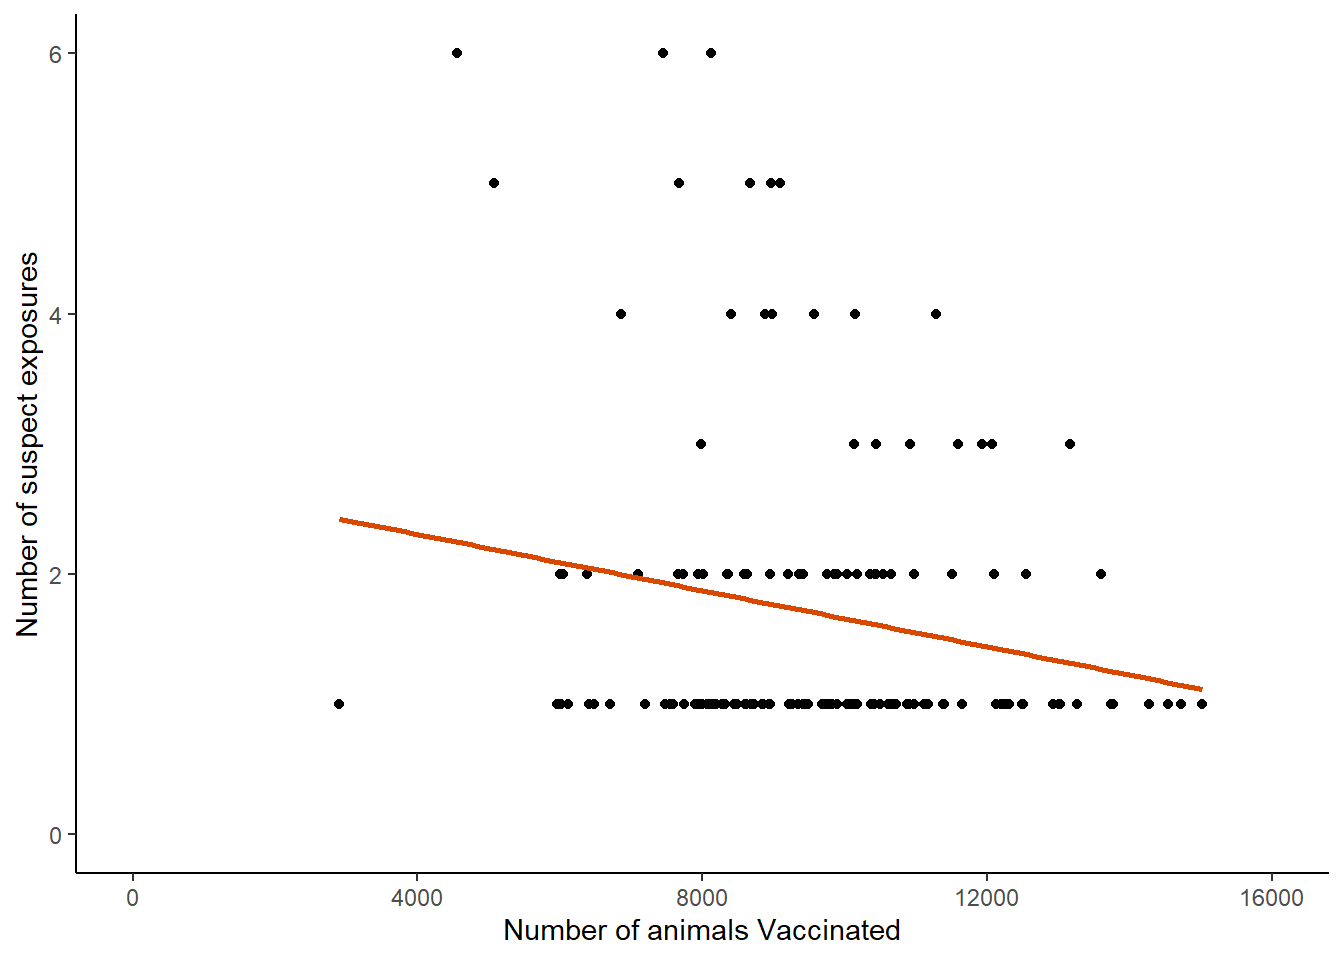 6
4
2
0
Number of suspect exposures
0 4000 8000 12000 16000
Number of animals Vaccinated